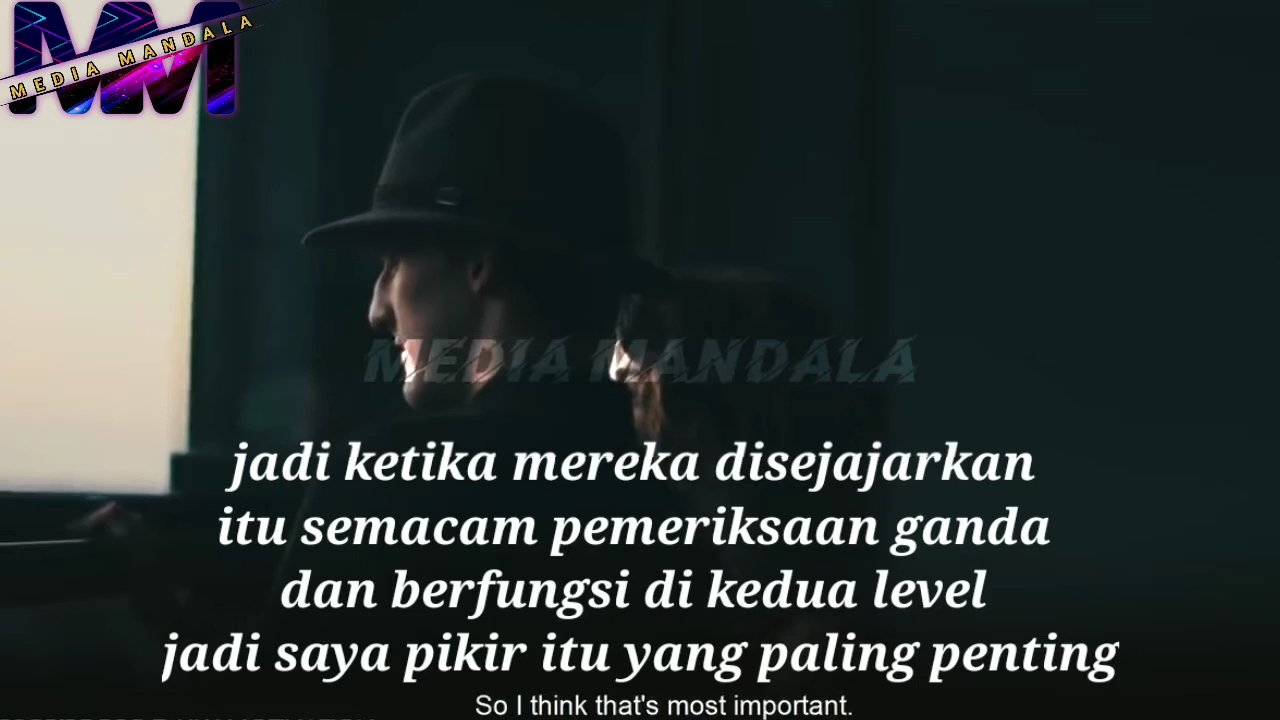 MEDIA MANDALA
MEDIA MANDALA
jadi ketika mereka disejajarkan
itu semacam pemeriksaan ganda
dan berfungsi di kedua level
jadi saya pikir itu yang paling penting
So I think that's most important.